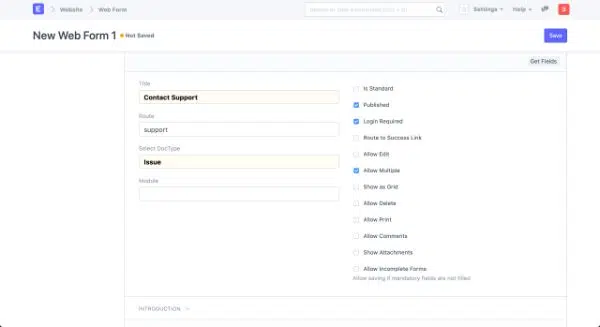 E
Website
Web Form
Search or type a command (Ctrl + G)
Settings
Help
S
New Web Form 1
Not Saved
Save
Get Fields
Title
Contact Support
Route
support
Select DocType
Issue
Module
Is Standard
Published
Login Required
Route to Success Link
Allow Edit
Allow Multiple
Show as Grid
Allow Delete
Allow Print
Allow Comments
Show Attachments
Allow Incomplete Forms
Allow saving if mandatory fields are not filled
INTRODUCTION